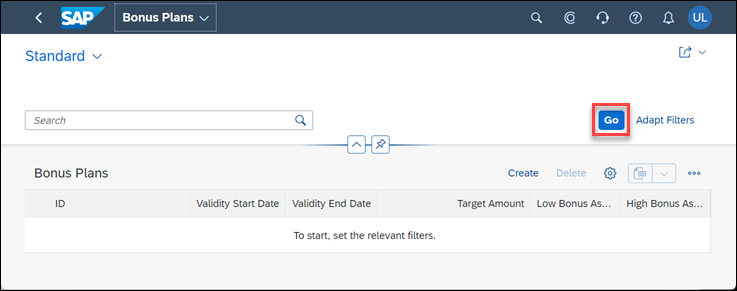 SAP Bonus Plans UL
Standard
Search Go Adapt Filters
Bonus Plans Create Delete
ID Validity Start Date Validity End Date Target Amount Low Bonus As... High Bonus As...
To start, set the relevant filters.